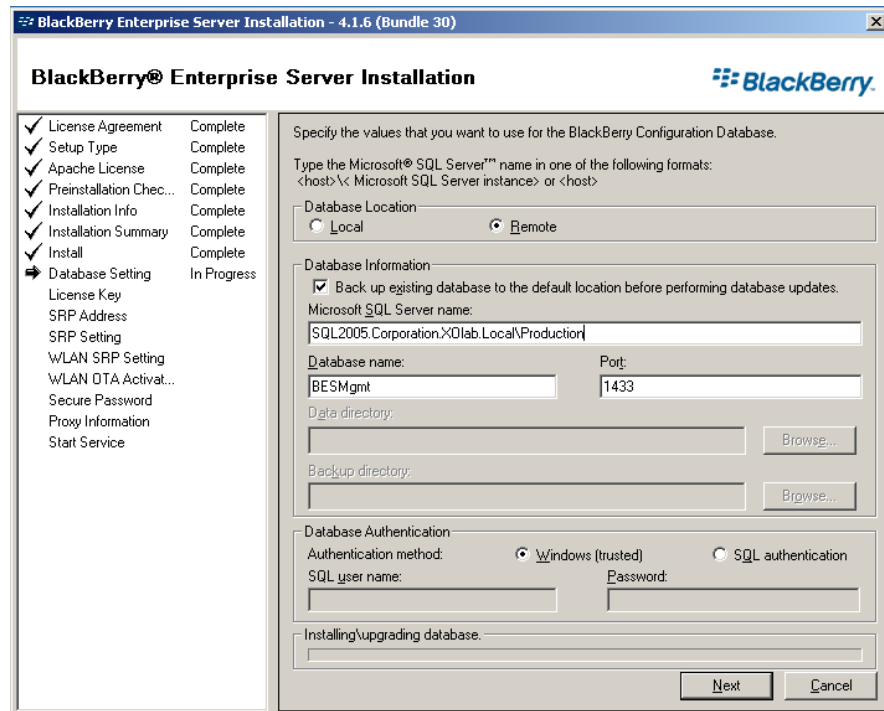 BlackBerry Enterprise Server Installation - 4.1.6 (Bundle 30)
BlackBerry® Enterprise Server Installation
BlackBerry.
License Agreement Complete
Setup Type Complete
Apache License Complete
Preinstallation Chec... Complete
Installation Info Complete
Installation Summary Complete
Install Complete
Database Setting In Progress
License Key
SRP Address
SRP Setting
WLAN SRP Setting
WLAN OTA Activat...
Secure Password
Proxy Information
Start Service
Specify the values that you want to use for the BlackBerry Configuration Database.
Type the Microsoft® SQL Server™ name in one of the following formats:
<host>\< Microsoft SQL Server instance> or <host>
Database Location
Local Remote
Database Information
Back up existing database to the default location before performing database updates.
Microsoft SQL Server name:
SQL2005.Corporation.XOlab.Local\Production
Database name: Port:
BESMgmt 1433
Data directory:
Browse...
Backup directory:
Browse...
Database Authentication
Authentication method: Windows (trusted) SQL authentication
SQL user name: Password:
Installing\upgrading database.
Next Cancel